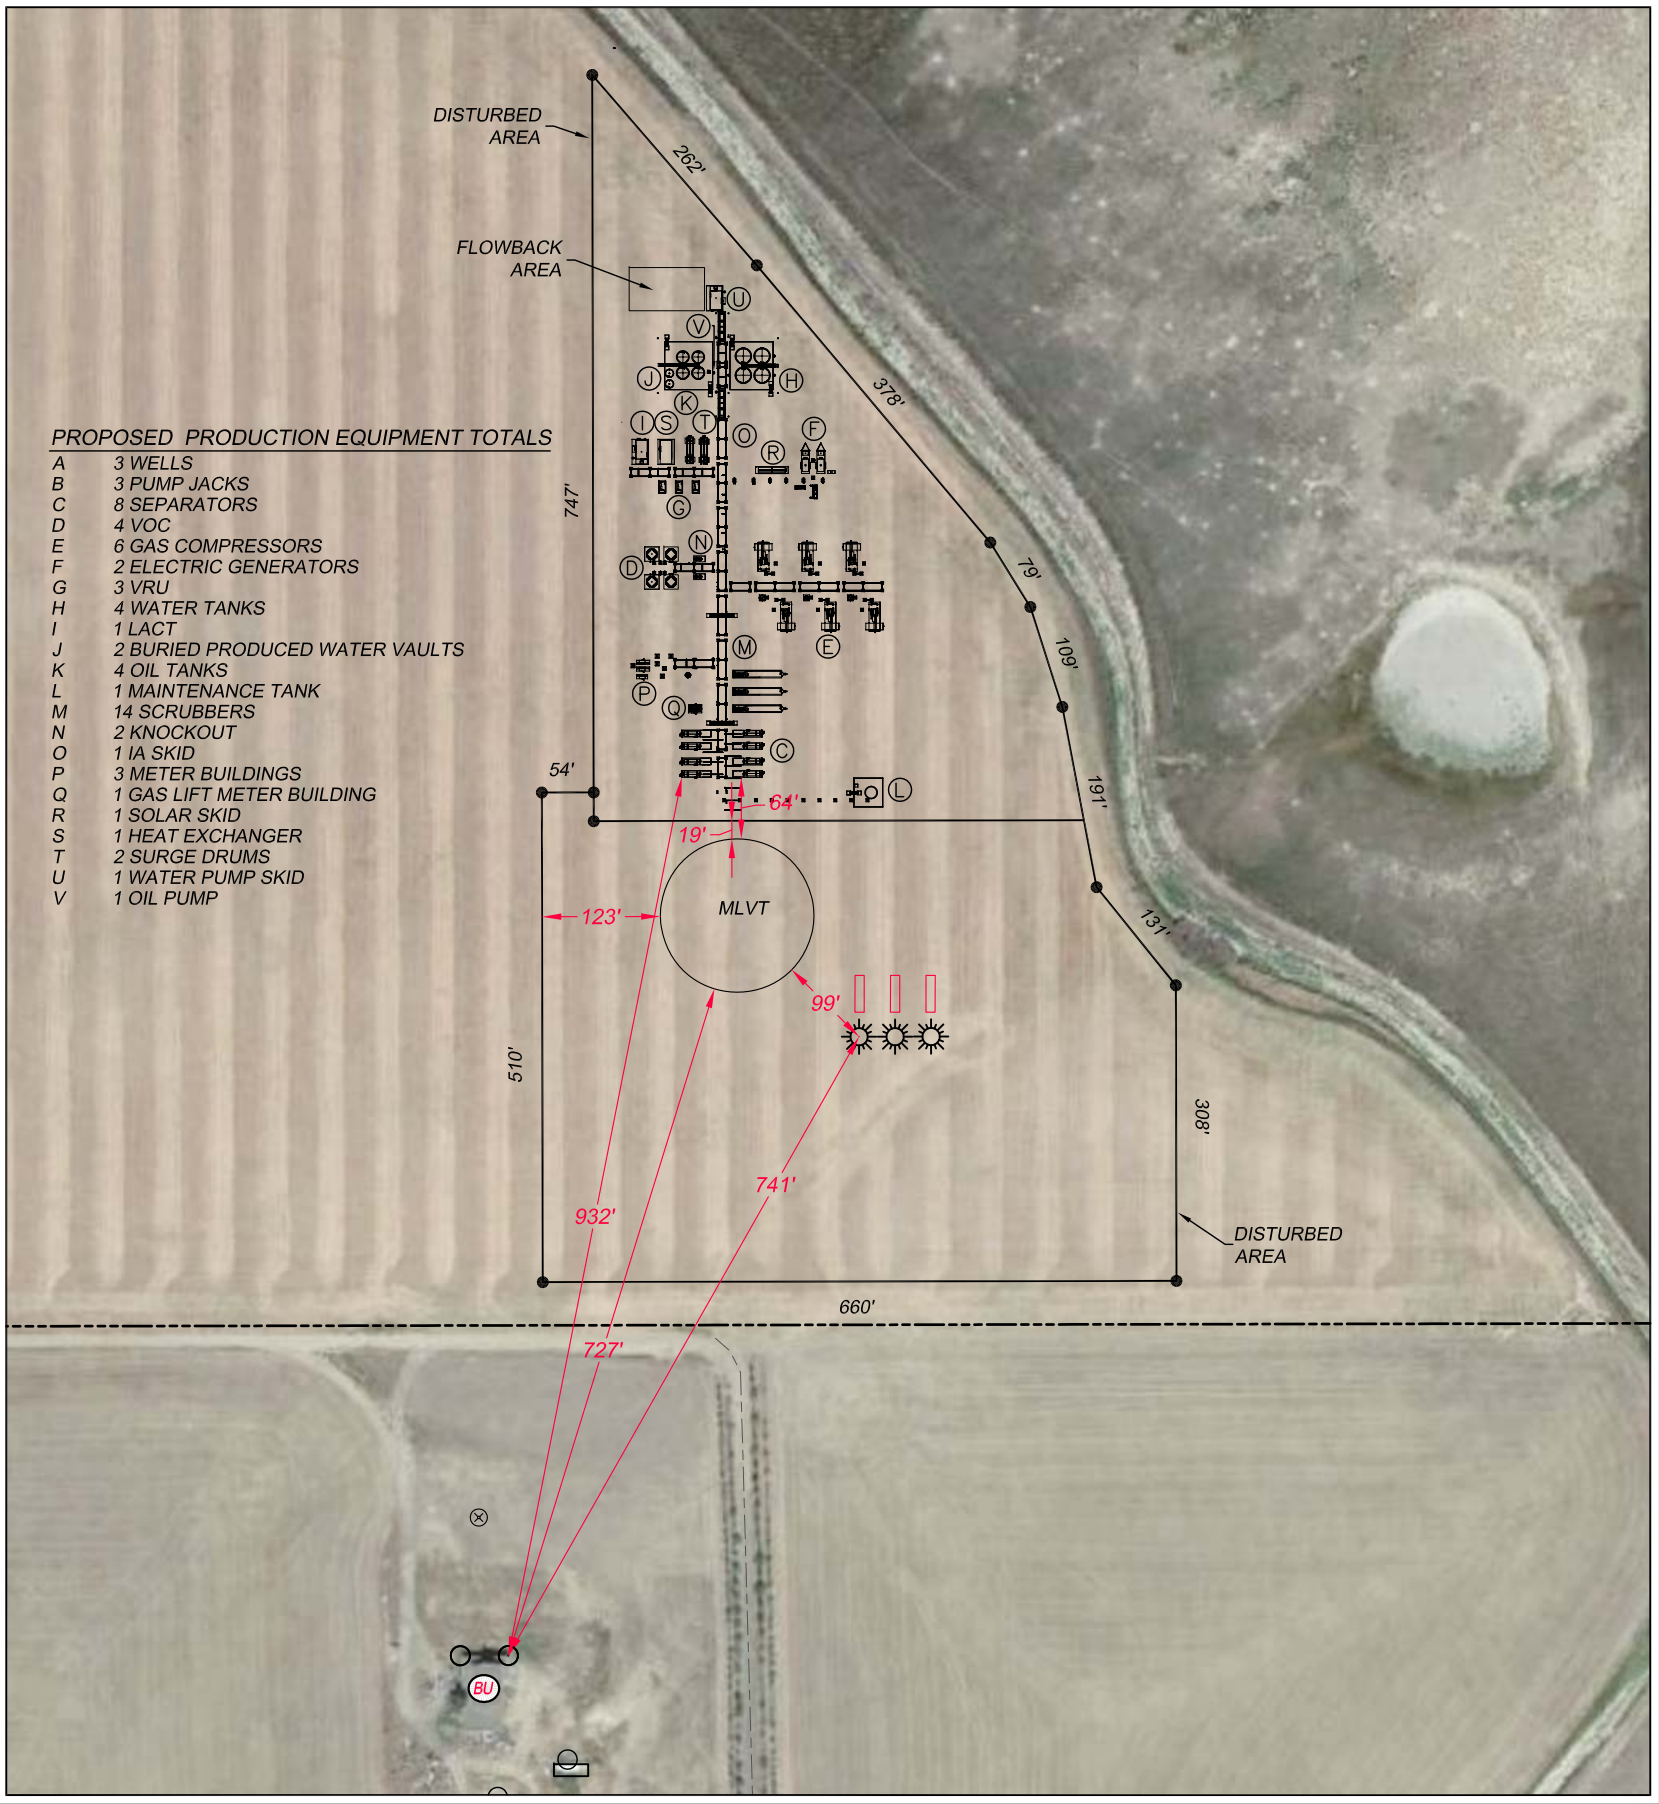 DISTURBED
AREA
262'
FLOWBACK
AREA
U
V
J
H
K
378'
I
S
T
O
F
R
G
747'
PROPOSED PRODUCTION EQUIPMENT TOTALS
A 3 WELLS
B 3 PUMP JACKS
C 8 SEPARATORS
D 4 VOC
E 6 GAS COMPRESSORS
F 2 ELECTRIC GENERATORS
G 3 VRU
H 4 WATER TANKS
I 1 LACT
J 2 BURIED PRODUCED WATER VAULTS
K 4 OIL TANKS
L 1 MAINTENANCE TANK
M 14 SCRUBBERS
N 2 KNOCKOUT
O 1 IA SKID
P 3 METER BUILDINGS
Q 1 GAS LIFT METER BUILDING
R 1 SOLAR SKID
S 1 HEAT EXCHANGER
T 2 SURGE DRUMS
U 1 WATER PUMP SKID
V 1 OIL PUMP
N
D
79'
M
E
109'
P
Q
C
54'
L
191'
64'
19'
MLVT
123'
131'
99'
510'
308'
741'
932'
DISTURBED
AREA
660'
727'
BU